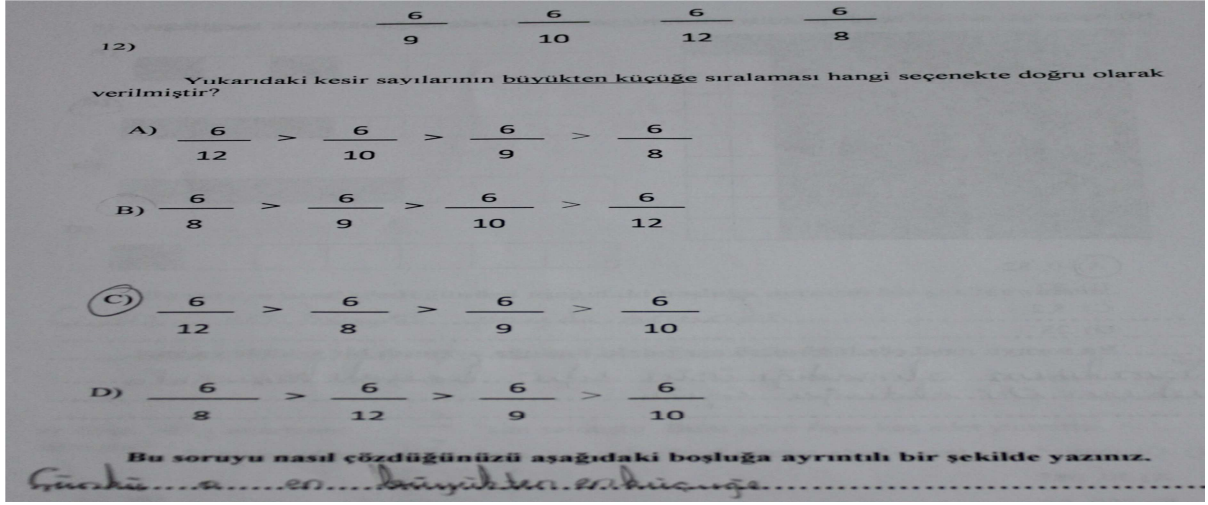 6/9 6/10 6/12 6/8
12)
Yukarıdaki kesir sayılarının büyükten küçüğe sıralaması hangi seçenekte doğru olarak
verilmiştir?
A) 6/12 > 6/10 > 6/9 > 6/8
B) 6/8 > 6/9 > 6/10 > 6/12
C) 6/12 > 6/8 > 6/9 > 6/10
D) 6/8 > 6/12 > 6/9 > 6/10
Bu soruyu nasıl çözdüğünüzü aşağıdaki boşluğa ayrıntılı bir şekilde yazınız.
Çünkü.....o.....en....büyükten.en.küçüğe